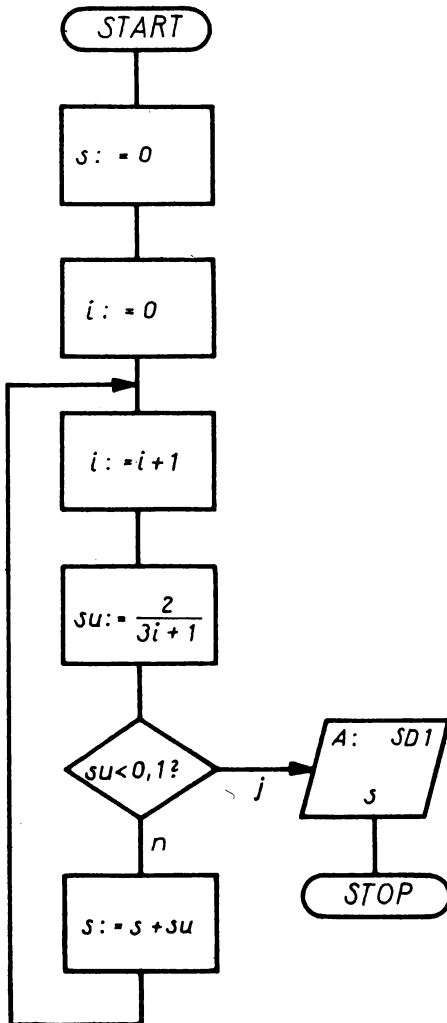 START
s: = 0
i: = 0
i: = i + 1
su: = 2
3i + 1
su < 0, 1?
j
A: SD1
s
n
STOP
s: = s + su